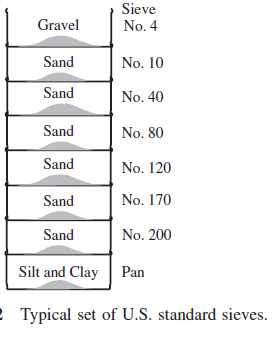 Sieve
Gravel No. 4
Sand No. 10
Sand No. 40
Sand No. 80
Sand No. 120
Sand No. 170
Sand No. 200
Silt and Clay Pan
2 Typical set of U.S. standard sieves.